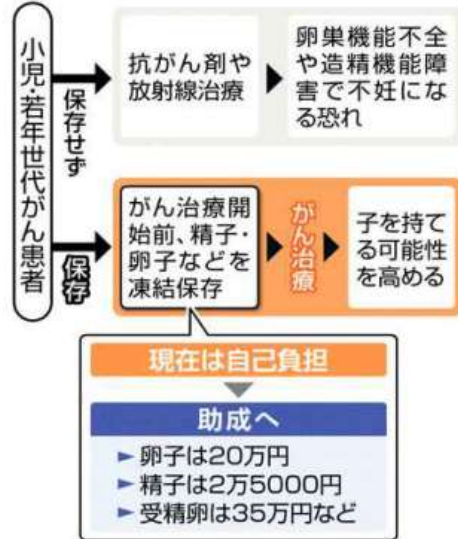 小児・若年世代がん患者
保存せず
抗がん剤や
放射線治療
卵巣機能不全
や造精機能障
害で不妊にな
る恐れ
保存
がん治療開
始前、精子・
卵子などを
凍結保存
がん治療
子を持て
る可能性
を高める
現在は自己負担
助成へ
卵子は20万円
精子は2万5000円
受精卵は35万円など